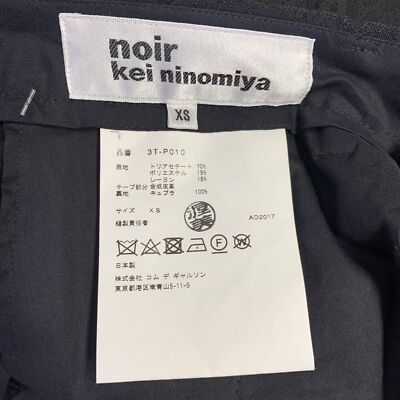 noir
kei ninomiya
XS
品番 3T-P010
表地 トリアセテート 70%
ポリエステル 15%
レーヨン 15%
テープ部分 合成皮革
裏地 キュプラ 100%
サイズ XS
縫製責任者
AD2017
日本製
株式会社 コム デ ギャルソン
東京都港区南青山5-11-5